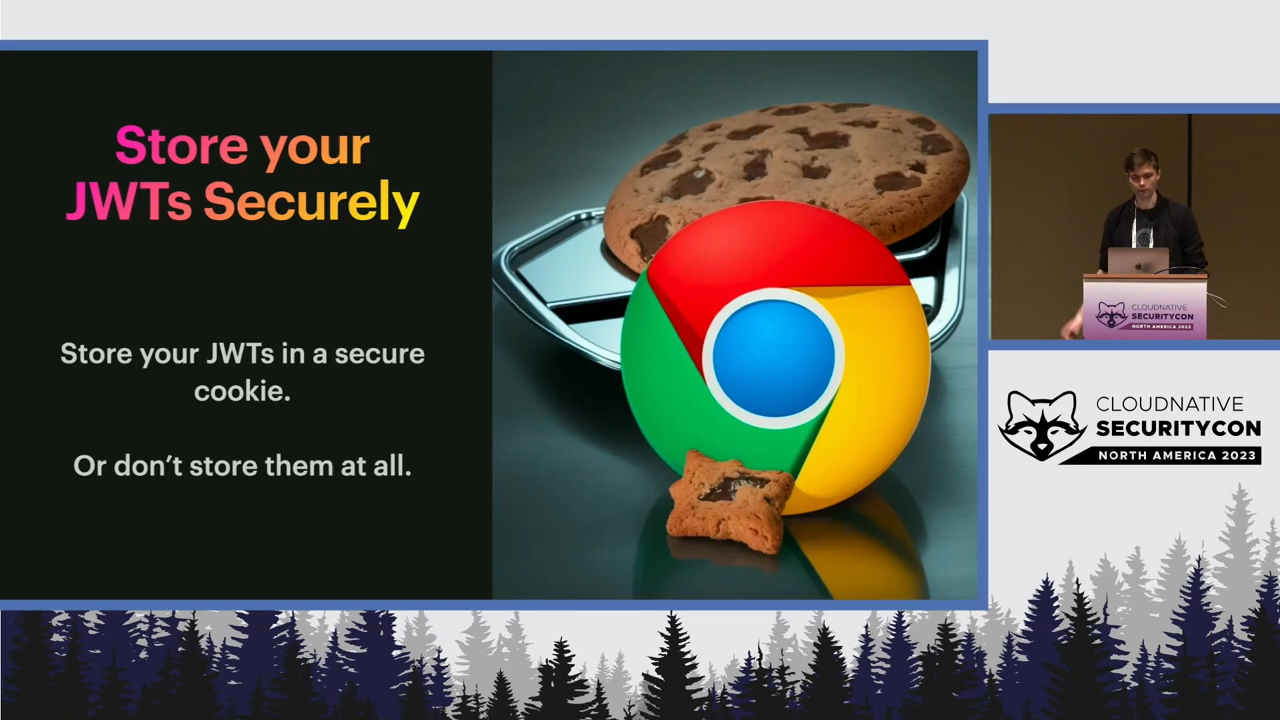 Store your
JWTs Securely
Store your JWTs in a secure
cookie.
Or don’t store them at all.
CLOUDNATIVE
SECURITYCON
NORTH AMERICA 2023
CLOUDNATIVE
SECURITYCON
NORTH AMERICA 2023